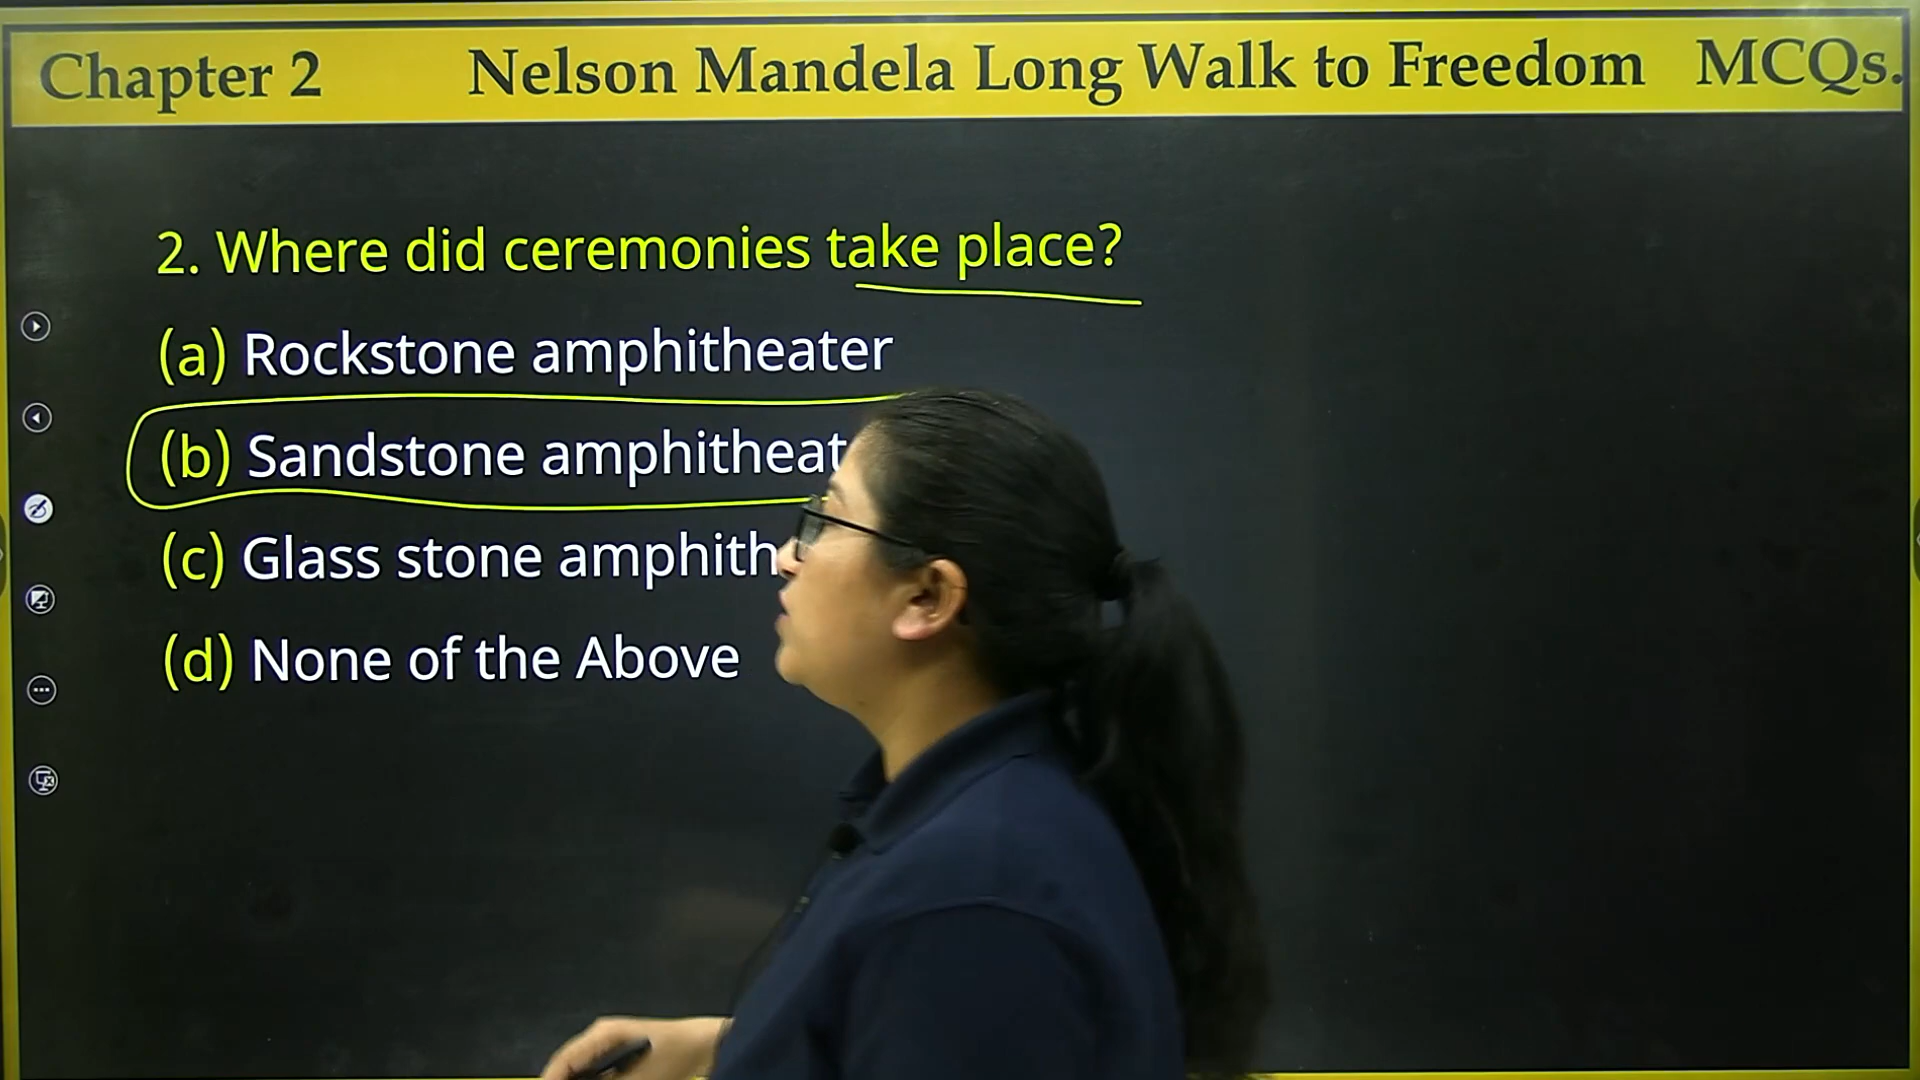 Chapter 2 Nelson Mandela Long Walk to Freedom MCQs.
2. Where did ceremonies take place?
(a) Rockstone amphitheater
(b) Sandstone amphitheat
(c) Glass stone amphith
(d) None of the Above